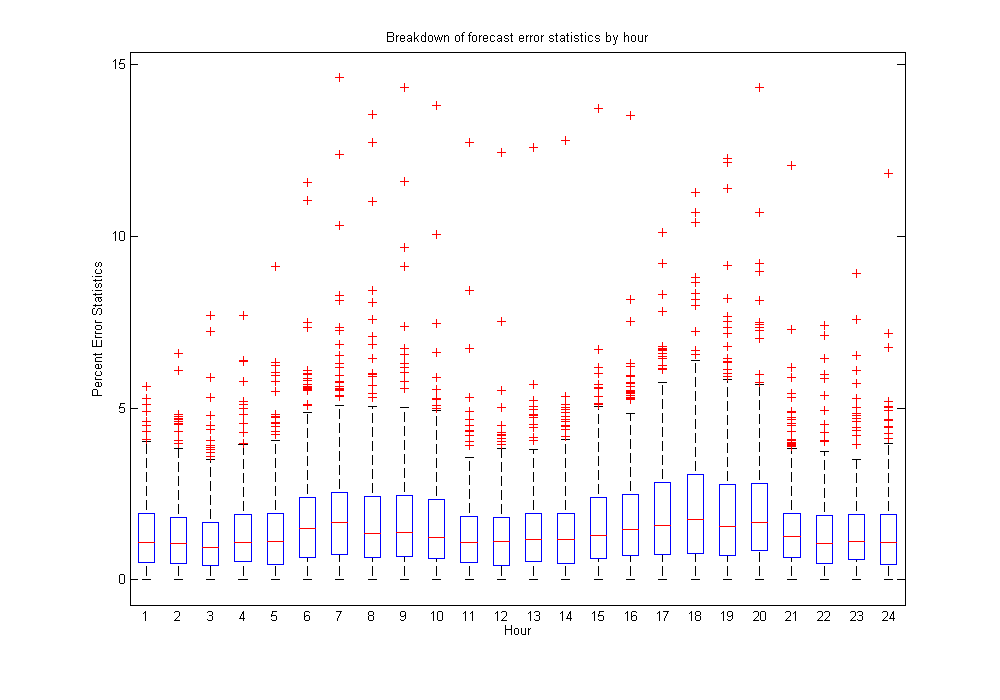 Breakdown of forecast error statistics by hour
15
10
5
0
Percent Error Statistics
1 2 3 4 5 6 7 8 9 10 11 12 13 14 15 16 17 18 19 20 21 22 23 24
Hour